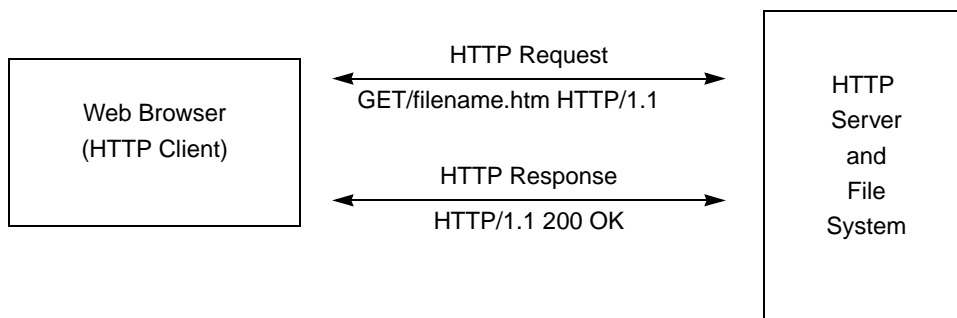 Web Browser
(HTTP Client)
HTTP Request
GET/filename.htm HTTP/1.1
HTTP Response
HTTP/1.1 200 OK
HTTP
Server
and
File
System